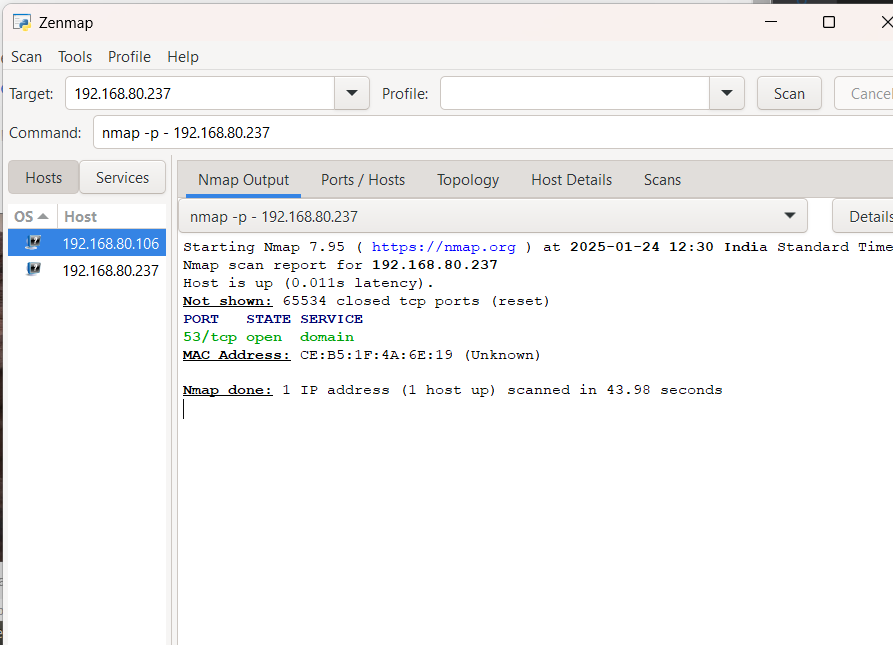 Zenmap
Scan Tools Profile Help
Target: 192.168.80.237 Profile: Scan Cancel
Command: nmap -p - 192.168.80.237
Hosts Services
Nmap Output Ports / Hosts Topology Host Details Scans
OS Host
nmap -p - 192.168.80.237 Details
192.168.80.106
192.168.80.237
Starting Nmap 7.95 ( https://nmap.org ) at 2025-01-24 12:30 India Standard Time
Nmap scan report for 192.168.80.237
Host is up (0.011s latency).
Not shown: 65534 closed tcp ports (reset)
PORT STATE SERVICE
53/tcp open domain
MAC Address: CE:B5:1F:4A:6E:19 (Unknown)
Nmap done: 1 IP address (1 host up) scanned in 43.98 seconds